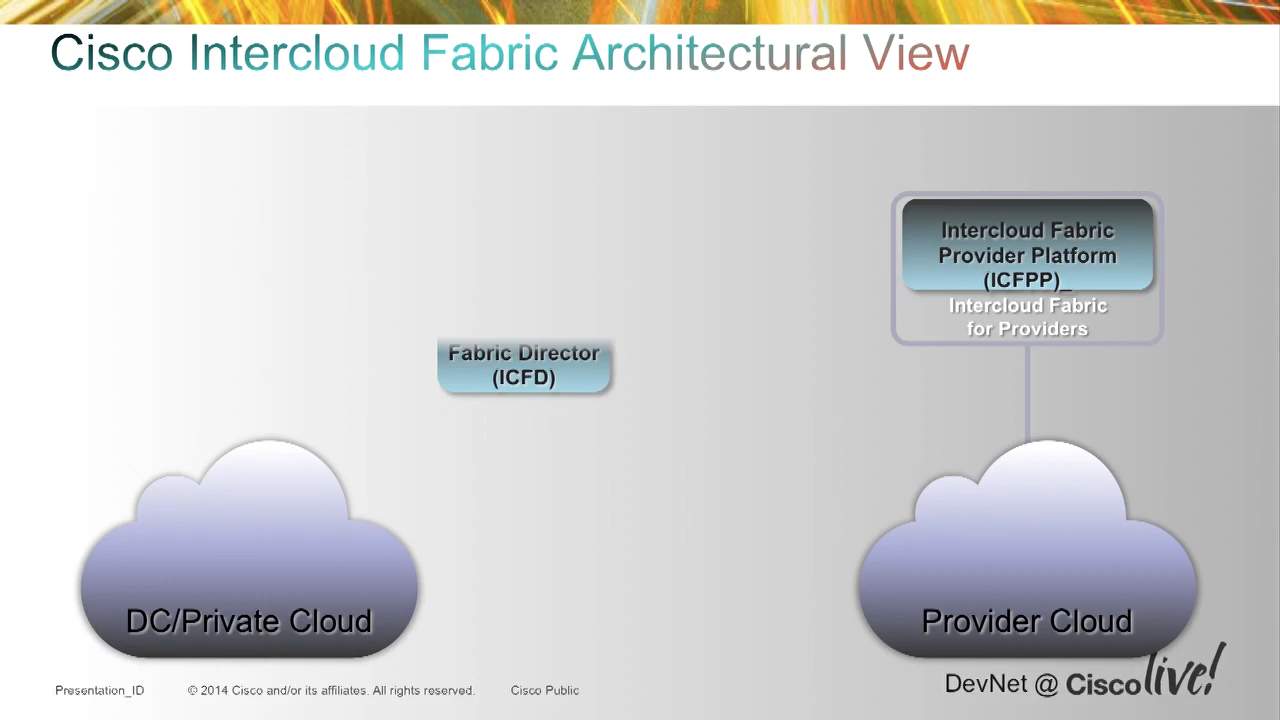 Cisco Intercloud Fabric Architectural View
Intercloud Fabric
Provider Platform
(ICFPP)_
Intercloud Fabric
for Providers
Fabric Director
(ICFD)
DC/Private Cloud
Provider Cloud
Presentation_ID
© 2014 Cisco and/or its affiliates. All rights reserved.
Cisco Public
DevNet @ Cisco live!